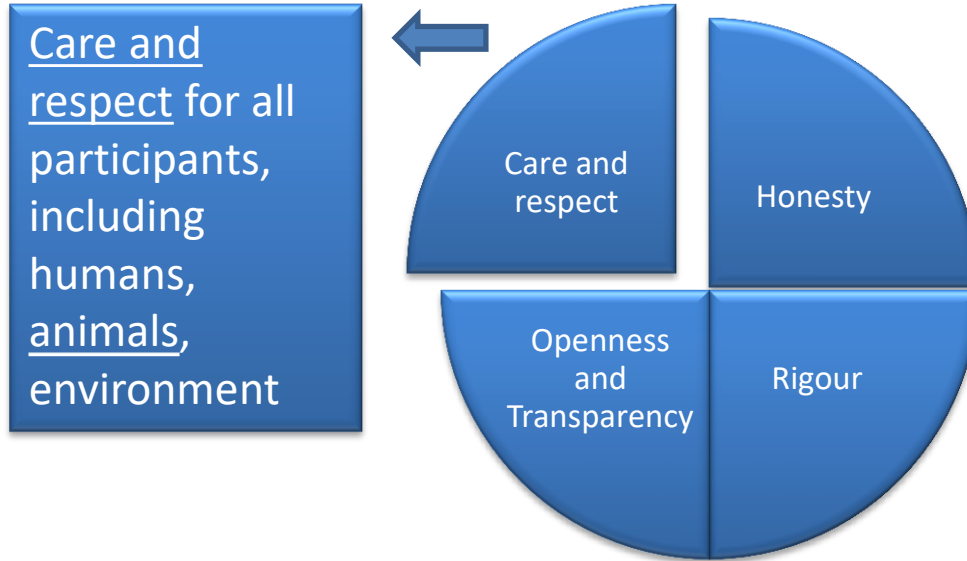 Care and
respect for all
participants,
including
humans,
animals,
environment
Care and
respect
Honesty
Openness
and
Transparency
Rigour